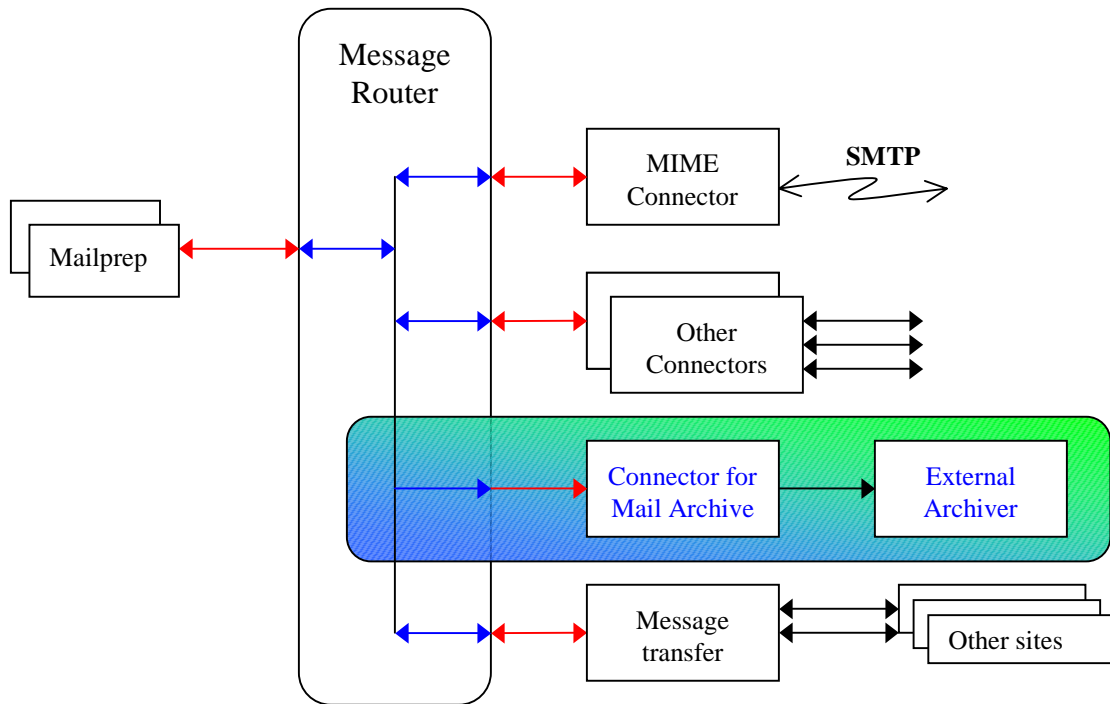 Message
Router
MIME
Connector
SMTP
Mailprep
Other
Connectors
Connector for
Mail Archive
External
Archiver
Message
transfer
Other sites